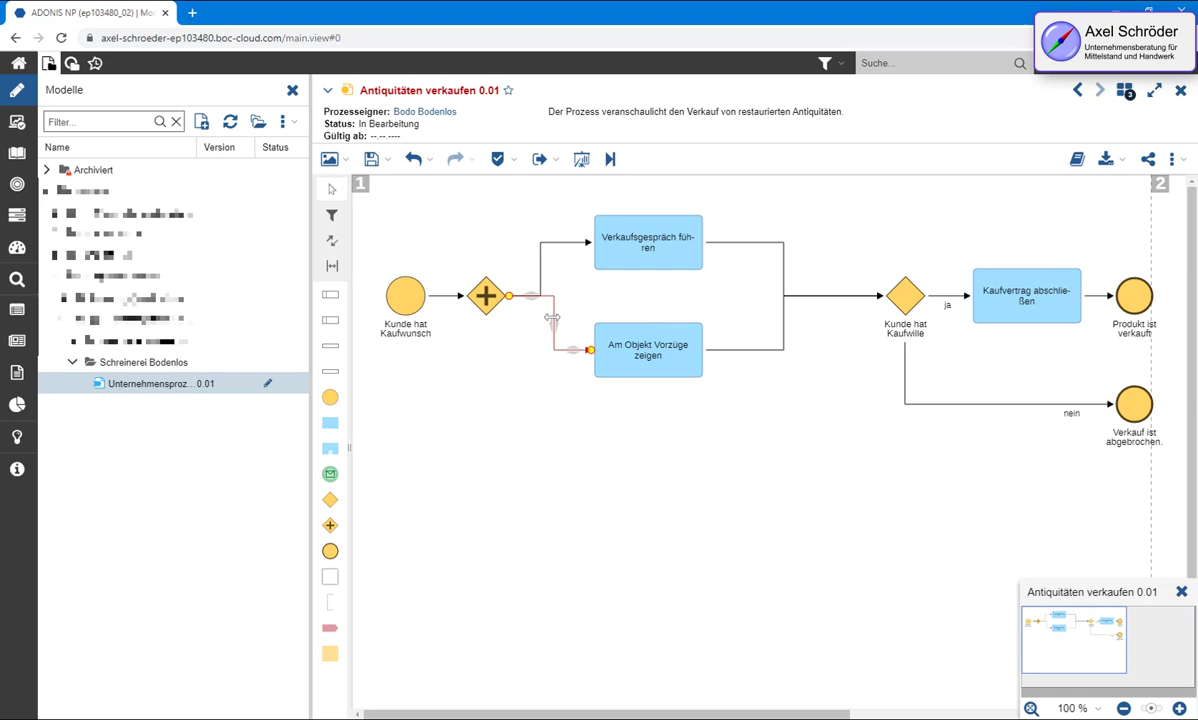 ADONIS NP (ep103480_02) | Mo
axel-schroeder-ep103480.boc-cloud.com/main.view#0
Axel Schröder
Unternehmensberatung für
Mittelstand und Handwerk
Suche...
Modelle
Filter...
Name Version Status
Archiviert
Schreinerei Bodenlos
Unternehmensproz... 0.01
Antiquitäten verkaufen 0.01
Prozesseigner: Bodo Bodenlos
Der Prozess veranschaulicht den Verkauf von restaurierten Antiquitäten.
Status: In Bearbeitung
Gültig ab: --.--.----
3
1
2
Verkaufsgespräch füh-
ren
Kunde hat
Kaufwunsch
Am Objekt Vorzüge
zeigen
Kunde hat
Kaufwille
ja
Kaufvertrag abschlie-
ßen
Produkt ist
verkauft
nein
Verkauf ist
abgebrochen.
Antiquitäten verkaufen 0.01
100 %